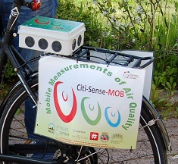 Mobile Measurements of Air Quality
Citi-Sense-MOB